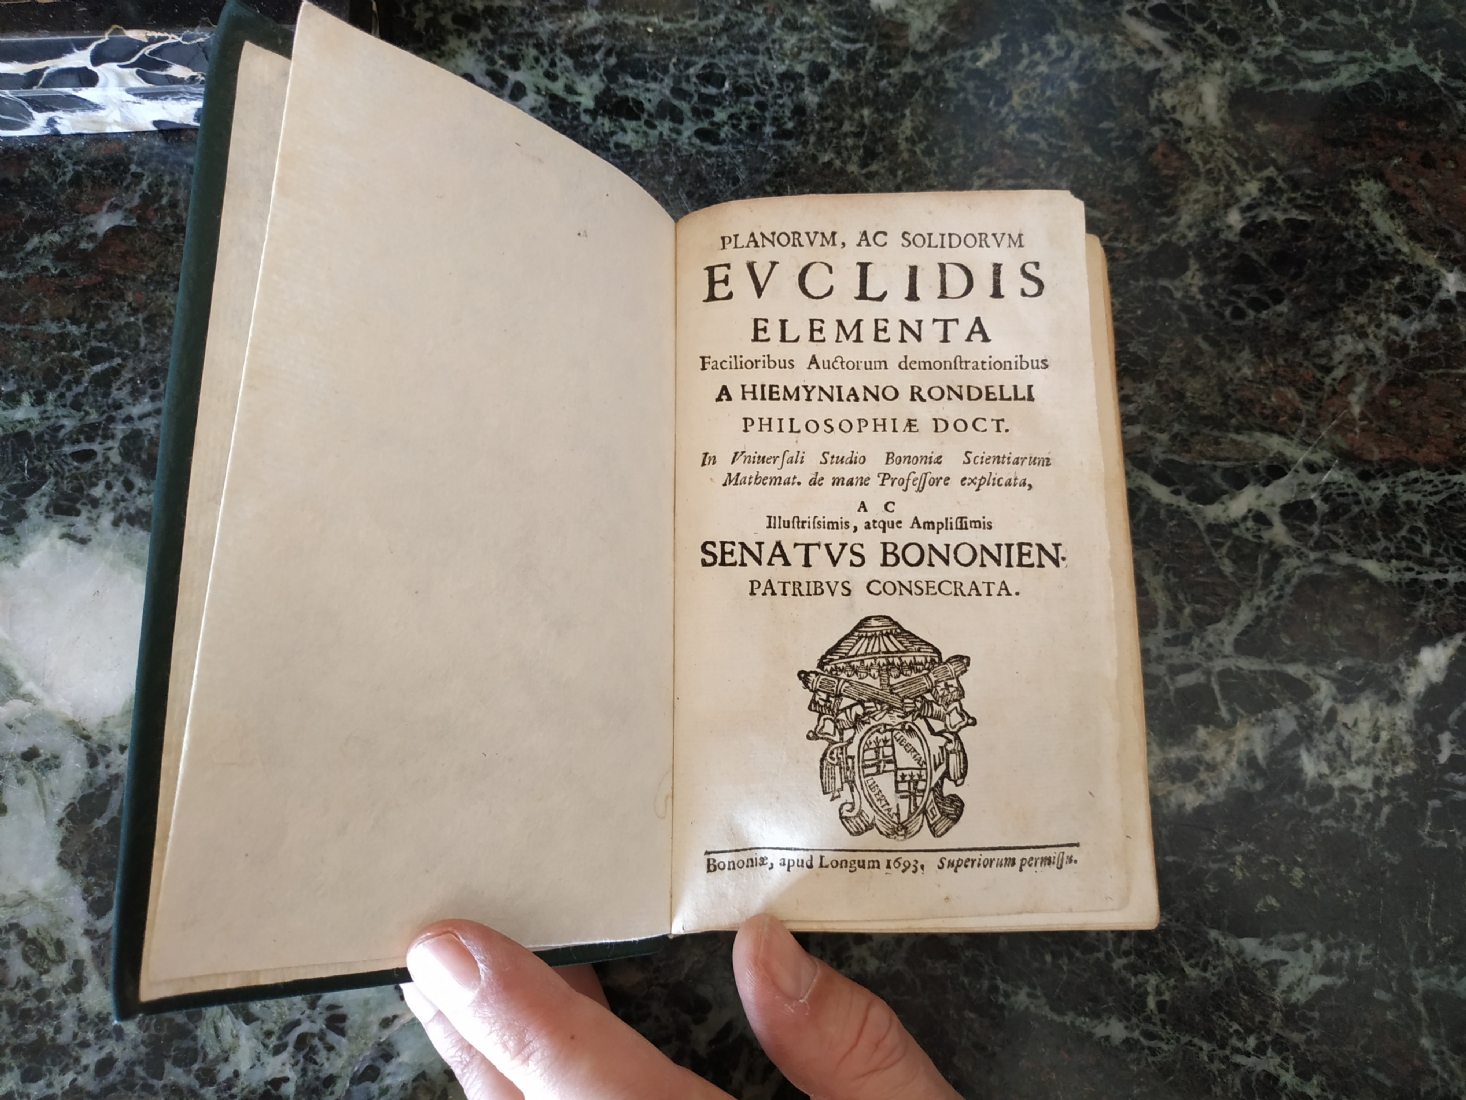 PLANORVM, AC SOLIDORVM
EVCLIDIS
ELEMENTA
Facilioribus Auctorum demonſtrationibus
A HIEMYNIANO RONDELLI
PHILOSOPHIÆ DOCT.
In Vniuerſali Studio Bononiæ Scientiarum
Mathemat. de mane Profeſſore explicata,
A C
Illuſtriſsimis, atque Ampliſſimis
SENATVS BONONIEN.
PATRIBVS CONSECRATA.
LIBERTAS
LIBERTA
Bononiæ, apud Longum 1693, Superiorum permiſſu.